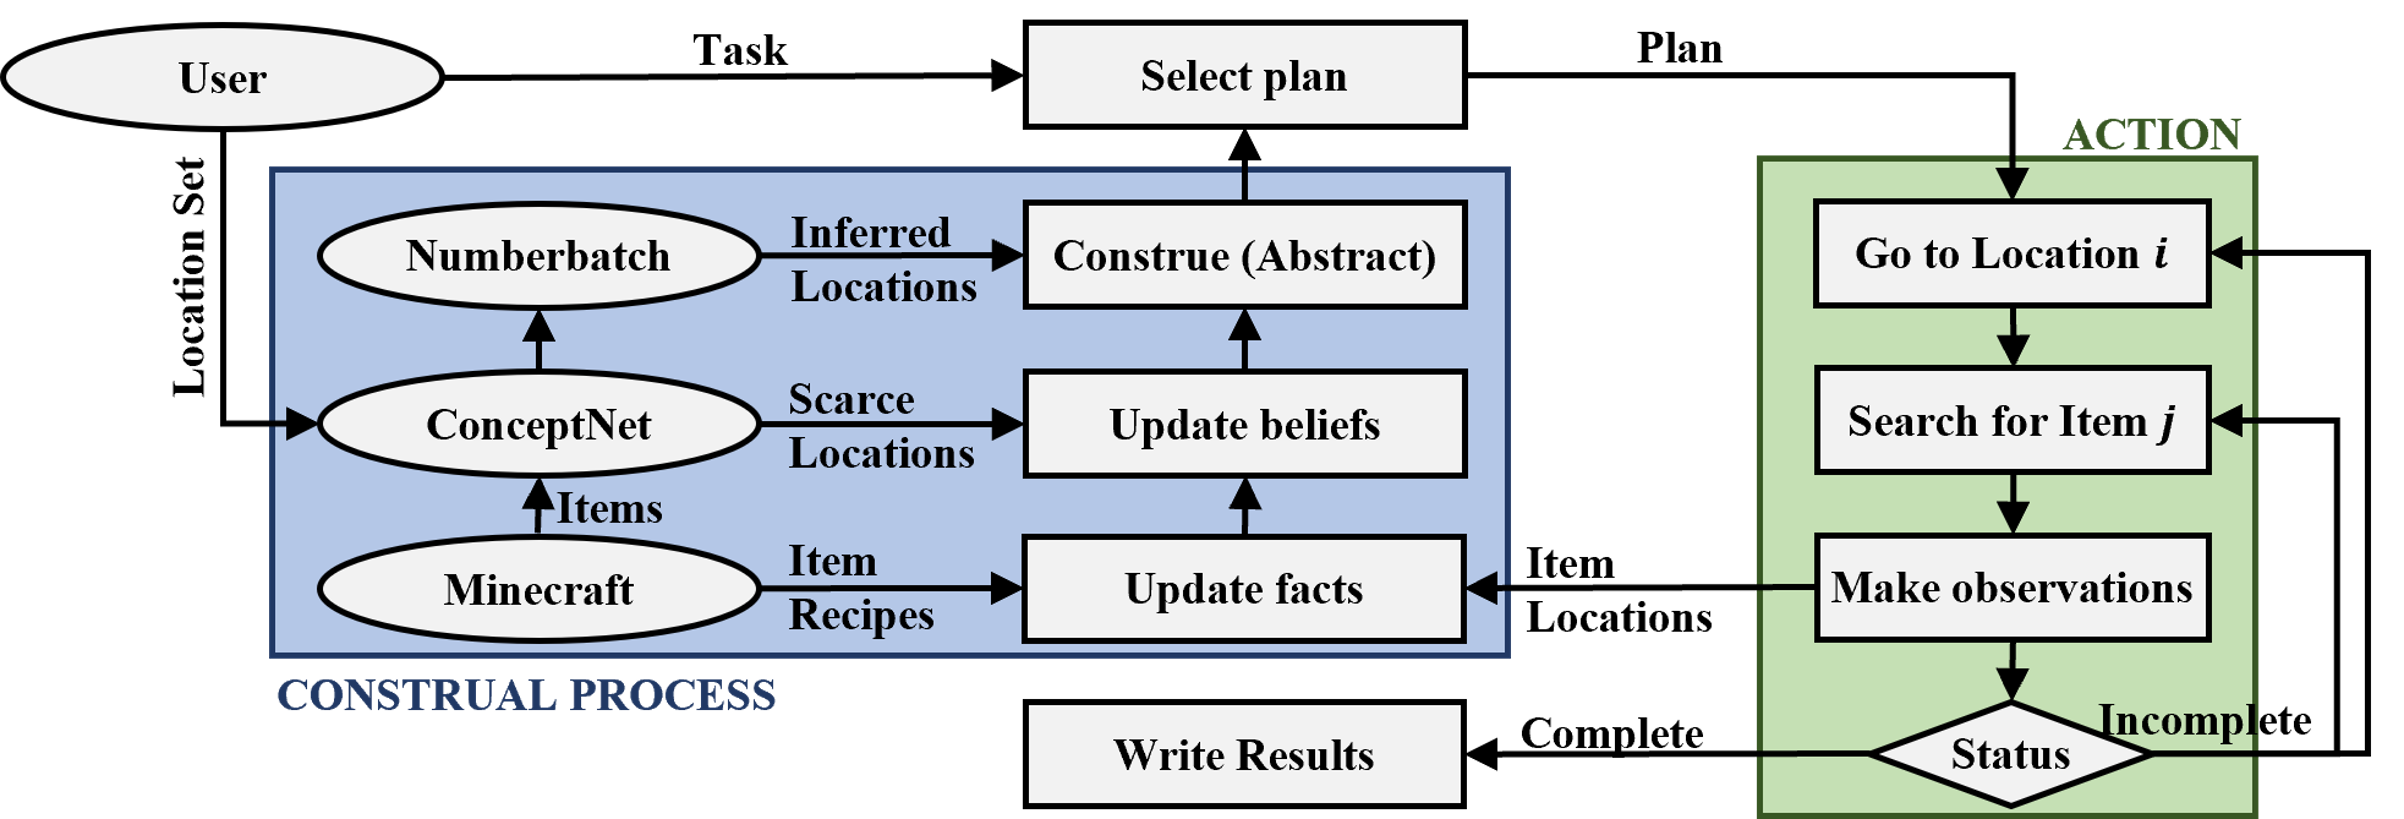 User
Task
Select plan
Plan
ACTION
Location Set
Numberbatch
Inferred
Locations
Construe (Abstract)
Go to Location i
ConceptNet
Scarce
Locations
Update beliefs
Search for Item j
Items
Minecraft
Item
Recipes
Update facts
Item
Locations
Make observations
CONSTRUAL PROCESS
Write Results
Complete
Status
Incomplete